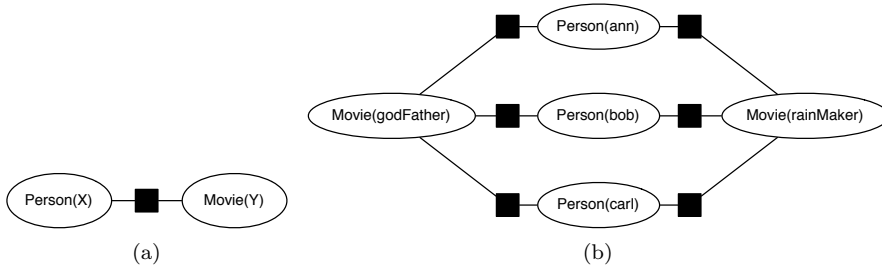 Person(ann)
Movie(godFather)
Person(bob)
Movie(rainMaker)
Person(X)
Movie(Y)
Person(carl)
(a)
(b)